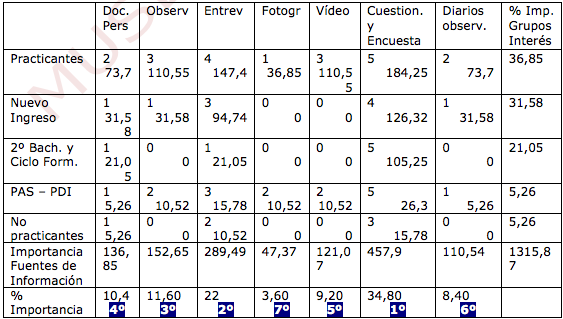 Doc. Pers Observ Entrev Fotogr Vídeo Cuestion. y Encuesta Diarios observ. % Imp. Grupos Interés
Practicantes 2 73,7 3 110,55 4 147,4 1 36,85 3 110,55 5 184,25 2 73,7 36,85
Nuevo Ingreso 1 31,58 1 31,58 3 94,74 0 0 0 0 4 126,32 1 31,58 31,58
2º Bach. y Ciclo Form. 1 21,05 0 0 1 21,05 0 0 0 0 5 105,25 0 0 21,05
PAS – PDI 1 5,26 2 10,52 3 15,78 2 10,52 2 10,52 5 26,3 1 5,26 5,26
No practicantes 1 5,26 0 0 2 10,52 0 0 0 0 3 15,78 0 0 5,26
Importancia Fuentes de Información 136,85 152,65 289,49 47,37 121,07 457,9 110,54 1315,87
% Importancia 10,4 4º 11,60 3º 22 2º 3,60 7º 9,20 5º 34,80 1º 8,40 6º